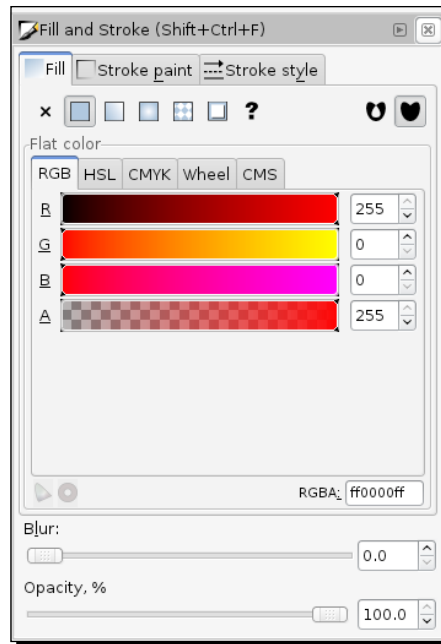 Fill and Stroke (Shift+Ctrl+F)
Fill Stroke paint Stroke style
× ?
Flat color
RGB HSL CMYK Wheel CMS
R 255
G 0
B 0
A 255
RGBA: ff0000ff
Blur:
0.0
Opacity, %
100.0